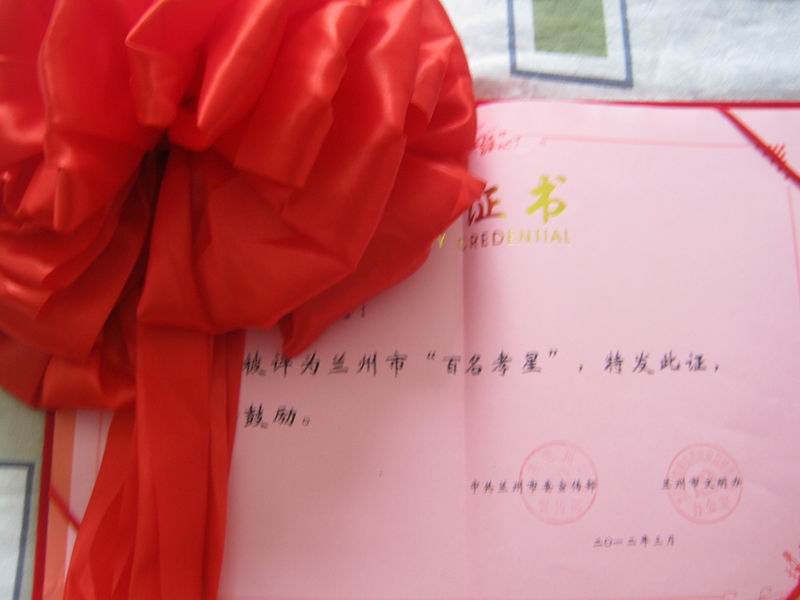 证书
CREDENTIAL
被评为兰州市“百名孝星”，特发此证，
鼓励。
中共兰州市委宣传部 兰州市文明办
二〇一三年三月